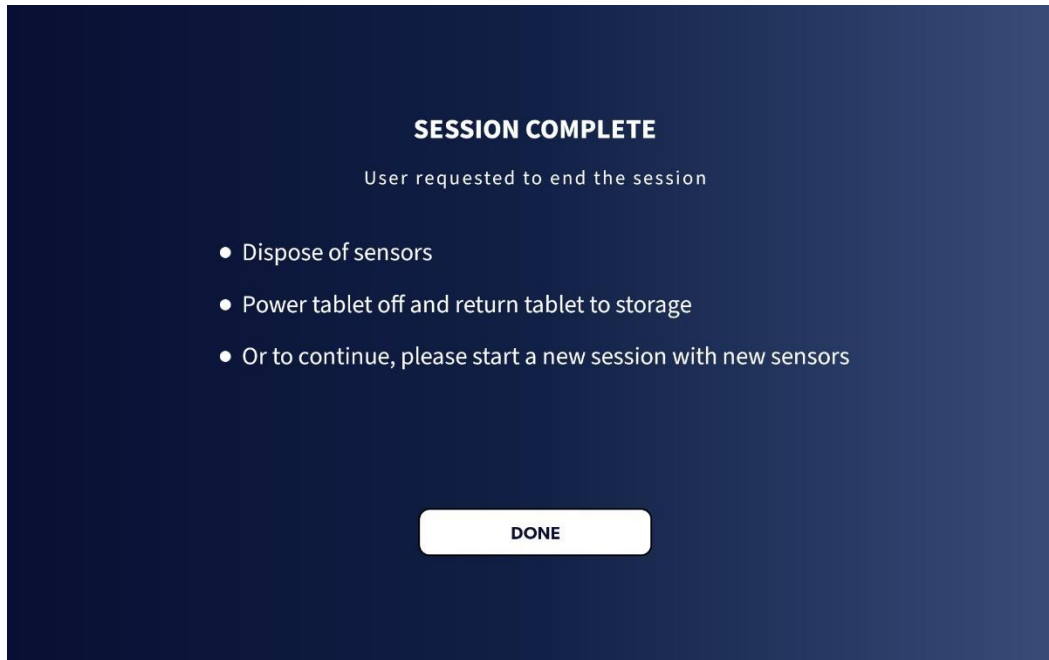 SESSION COMPLETE
User requested to end the session
● Dispose of sensors
● Power tablet off and return tablet to storage
● Or to continue, please start a new session with new sensors
DONE